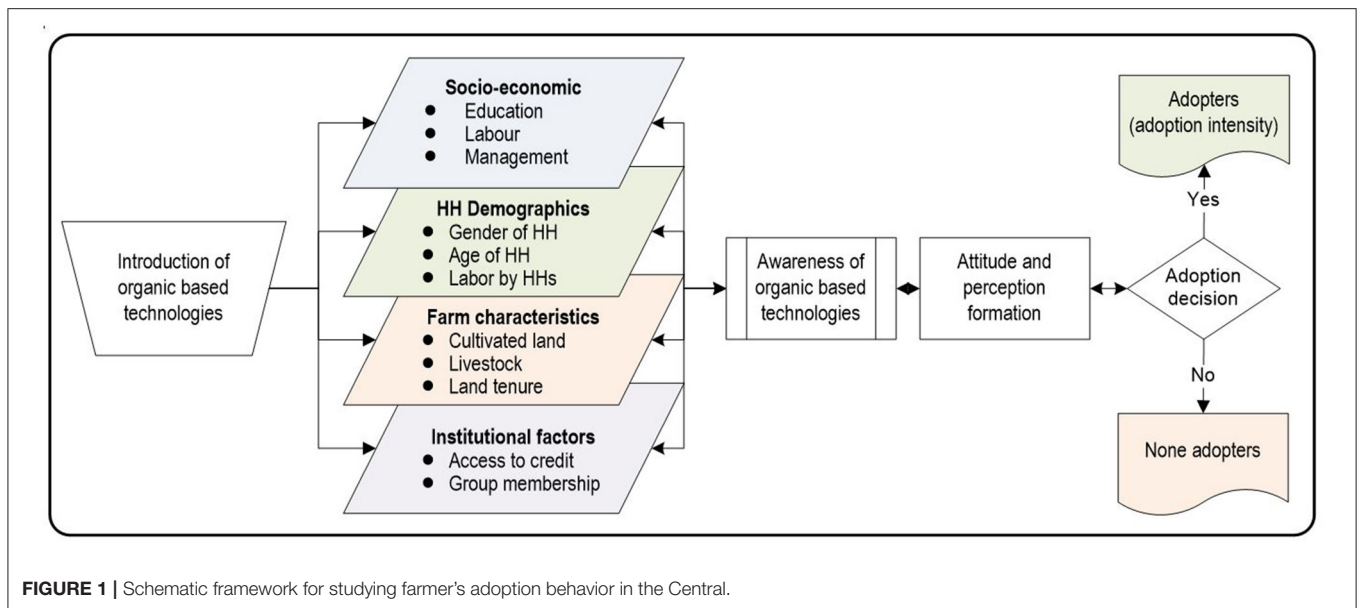 Introduction of
organic based
technologies
Socio-economic
● Education
● Labour
● Management
HH Demographics
● Gender of HH
● Age of HH
● Labor by HHs
Farm characteristics
● Cultivated land
● Livestock
● Land tenure
Institutional factors
● Access to credit
● Group membership
Awareness of
organic based
technologies
Attitude and
perception
formation
Adoption
decision
Yes
Adopters
(adoption intensity)
No
None adopters
FIGURE 1 | Schematic framework for studying farmer's adoption behavior in the Central.